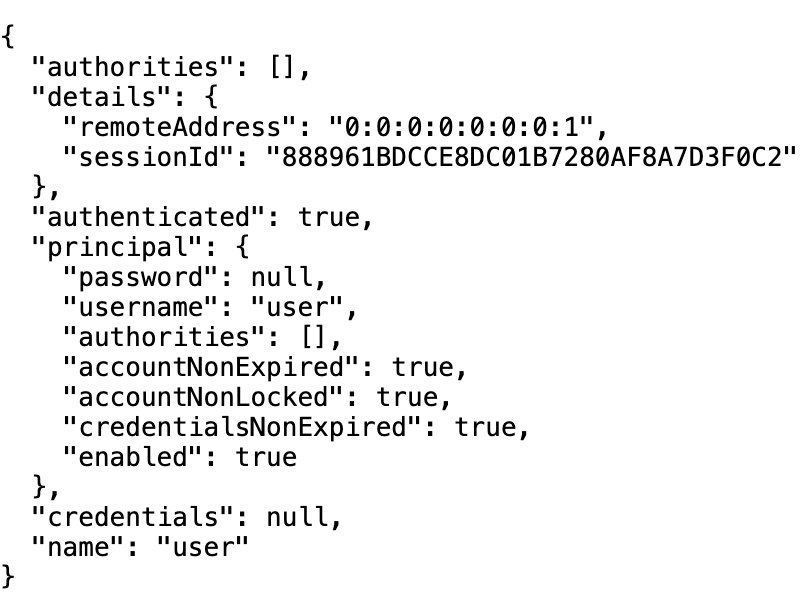 {
  "authorities": [],
  "details": {
    "remoteAddress": "0:0:0:0:0:0:0:1",
    "sessionId": "888961BDCCE8DC01B7280AF8A7D3F0C2"
  },
  "authenticated": true,
  "principal": {
    "password": null,
    "username": "user",
    "authorities": [],
    "accountNonExpired": true,
    "accountNonLocked": true,
    "credentialsNonExpired": true,
    "enabled": true
  },
  "credentials": null,
  "name": "user"
}